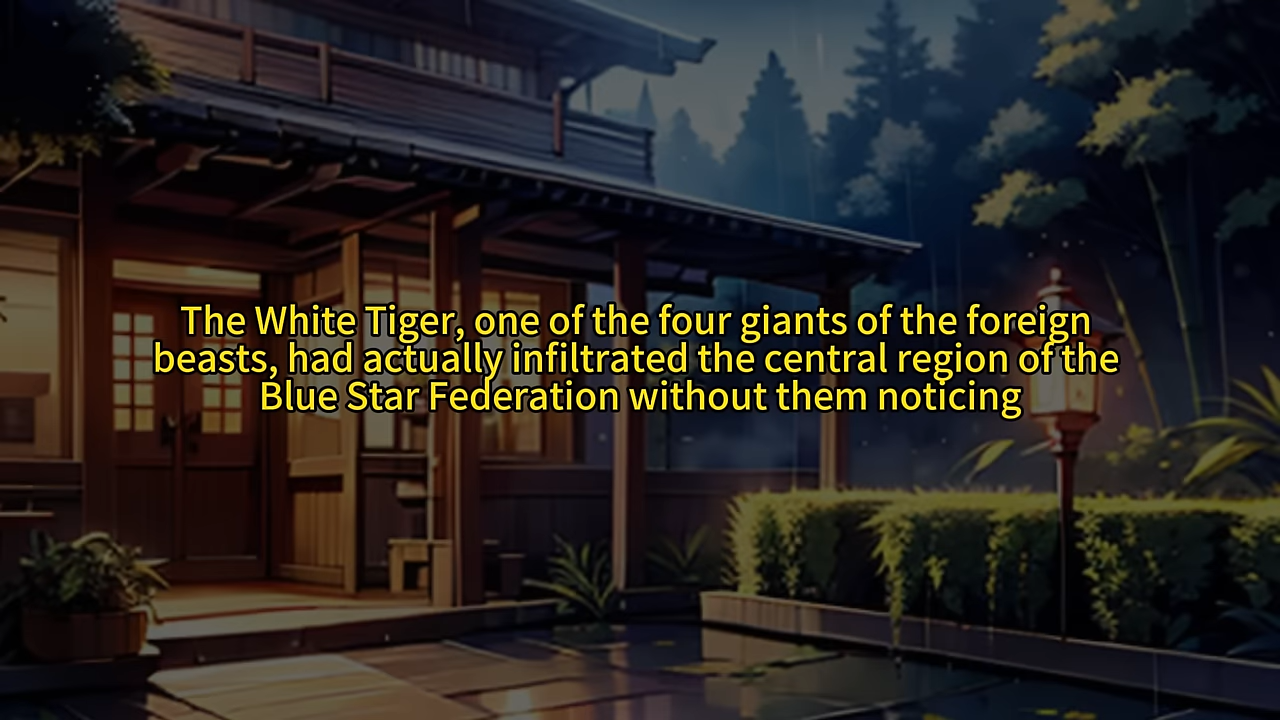 The White Tiger, one of the four giants of the foreign
beasts, had actually infiltrated the central region of the
Blue Star Federation without them noticing